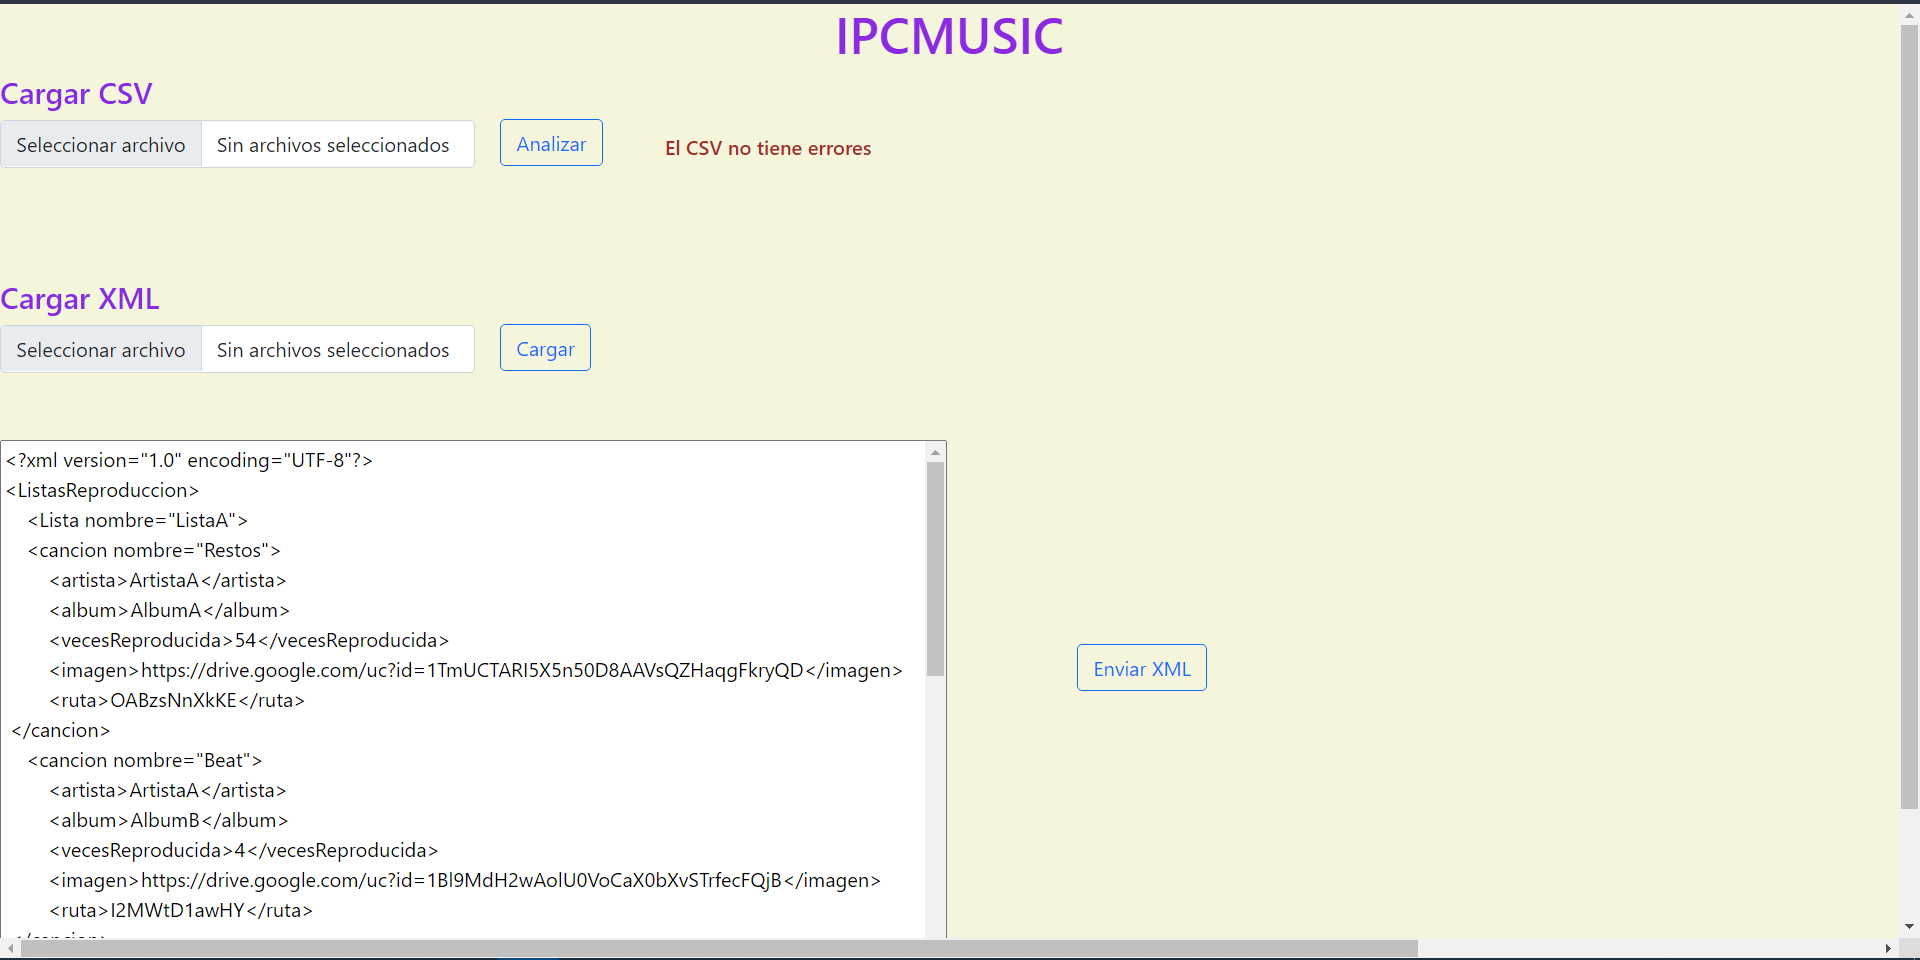 IPCMUSIC
Cargar CSV
Seleccionar archivo Sin archivos seleccionados Analizar El CSV no tiene errores
Cargar XML
Seleccionar archivo Sin archivos seleccionados Cargar
<?xml version="1.0" encoding="UTF-8"?>
<ListasReproduccion>
<Lista nombre="ListaA">
<cancion nombre="Restos">
<artista>ArtistaA</artista>
<album>AlbumA</album>
<vecesReproducida>54</vecesReproducida>
<imagen>https://drive.google.com/uc?id=1TmUCTARI5X5n50D8AAVsQZHaqgFkryQD</imagen>
<ruta>OABzsNnXkKE</ruta>
</cancion>
<cancion nombre="Beat">
<artista>ArtistaA</artista>
<album>AlbumB</album>
<vecesReproducida>4</vecesReproducida>
<imagen>https://drive.google.com/uc?id=1Bl9MdH2wAolU0VoCaX0bXvSTrfecFQjB</imagen>
<ruta>I2MWtD1awHY</ruta>
</cancion>
Enviar XML